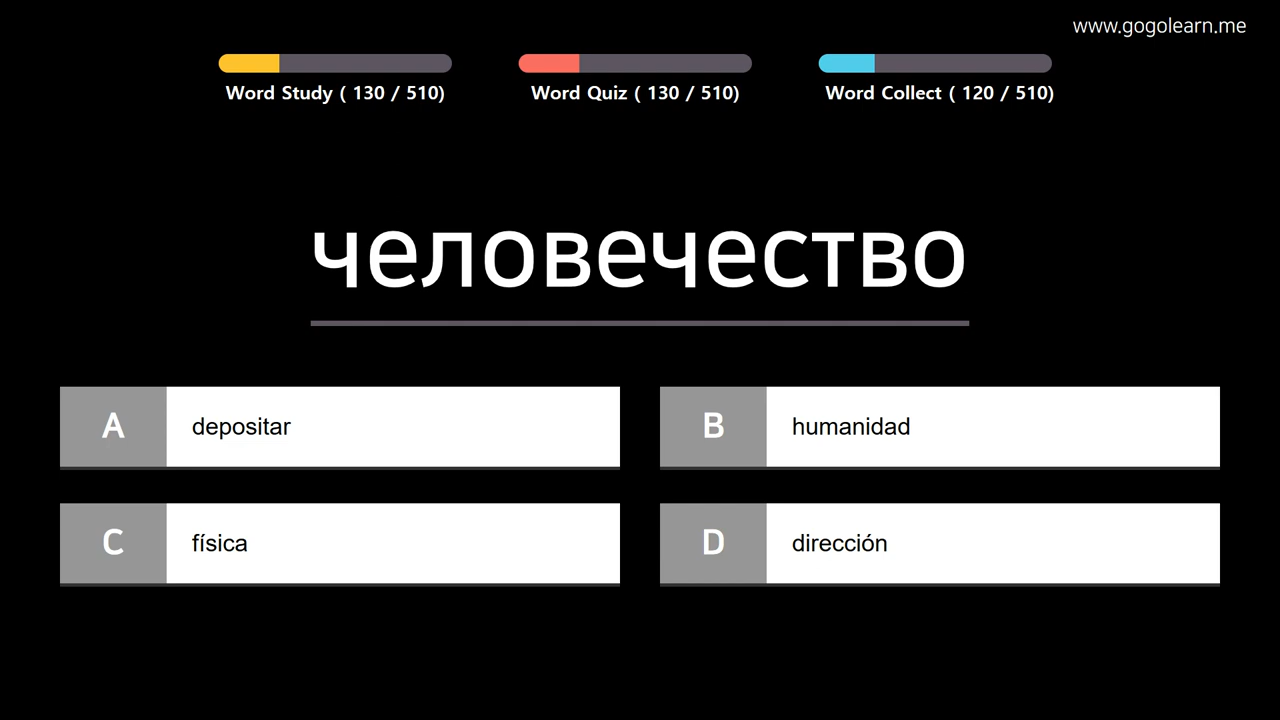 www.gogolearn.me
Word Study ( 130 / 510)
Word Quiz ( 130 / 510)
Word Collect ( 120 / 510)
человечество
A depositar
B humanidad
C física
D dirección